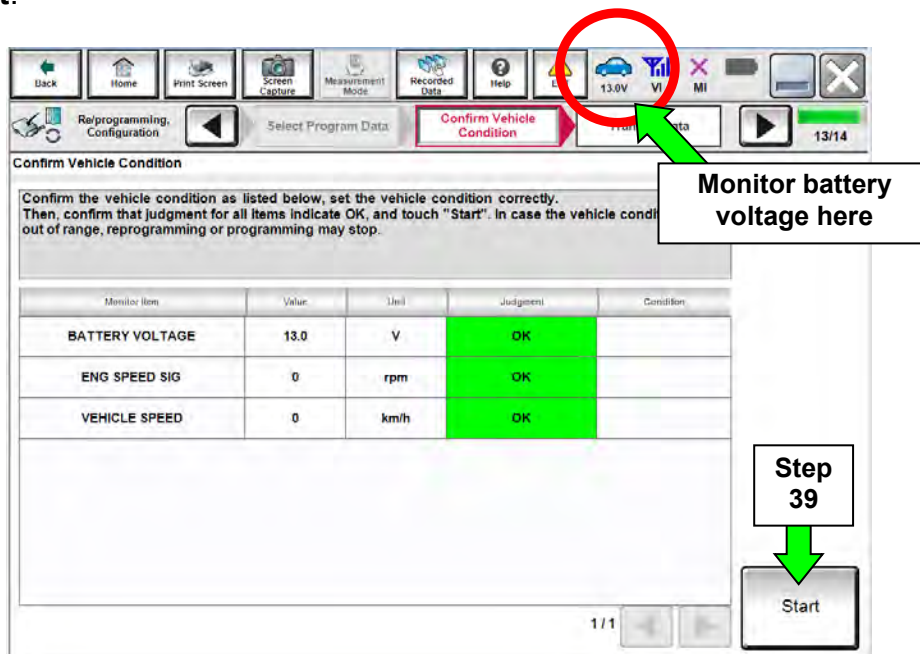 t.
Back
Home
Print Screen
Screen Capture
Measurement Mode
Recorded Data
Help
13.0V
VI
MI
Re/programming, Configuration
Select Program Data
Confirm Vehicle Condition
13/14
Confirm Vehicle Condition
Monitor battery voltage here
Confirm the vehicle condition as listed below, set the vehicle condition correctly.
Then, confirm that judgment for all items indicate OK, and touch "Start". In case the vehicle
out of range, reprogramming or programming may stop.
Monitor Item Value Unit Judgment Condition
BATTERY VOLTAGE 13.0 V OK
ENG SPEED SIG 0 rpm OK
VEHICLE SPEED 0 km/h OK
Step 39
Start
1/1